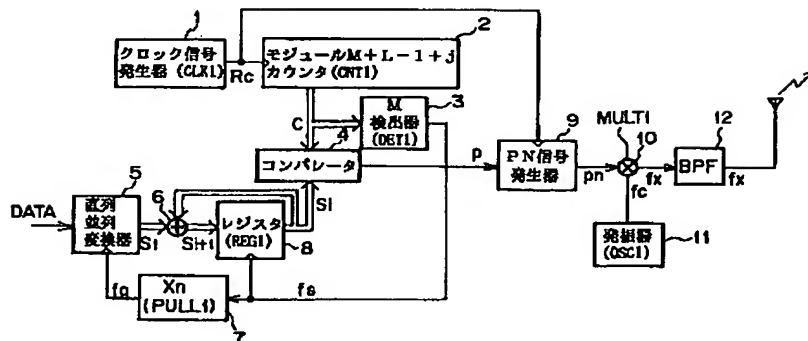 1
クロック信号
発生器(CLK1)
Rc
2
モジュールM+L-1+j
カウンタ(CNT1)
C
3
M
検出器
(DET1)
4
コンパレータ
P
9
PN信号
発生器
pn
MULT1
10
fx
fc
12
BPF
fx
発振器
(OSC1)
11
5
直列
並列
変換器
DATA
Si
6
Si+1
レジスタ
(REG1)
8
Si
Xn
(PULL1)
7
fs